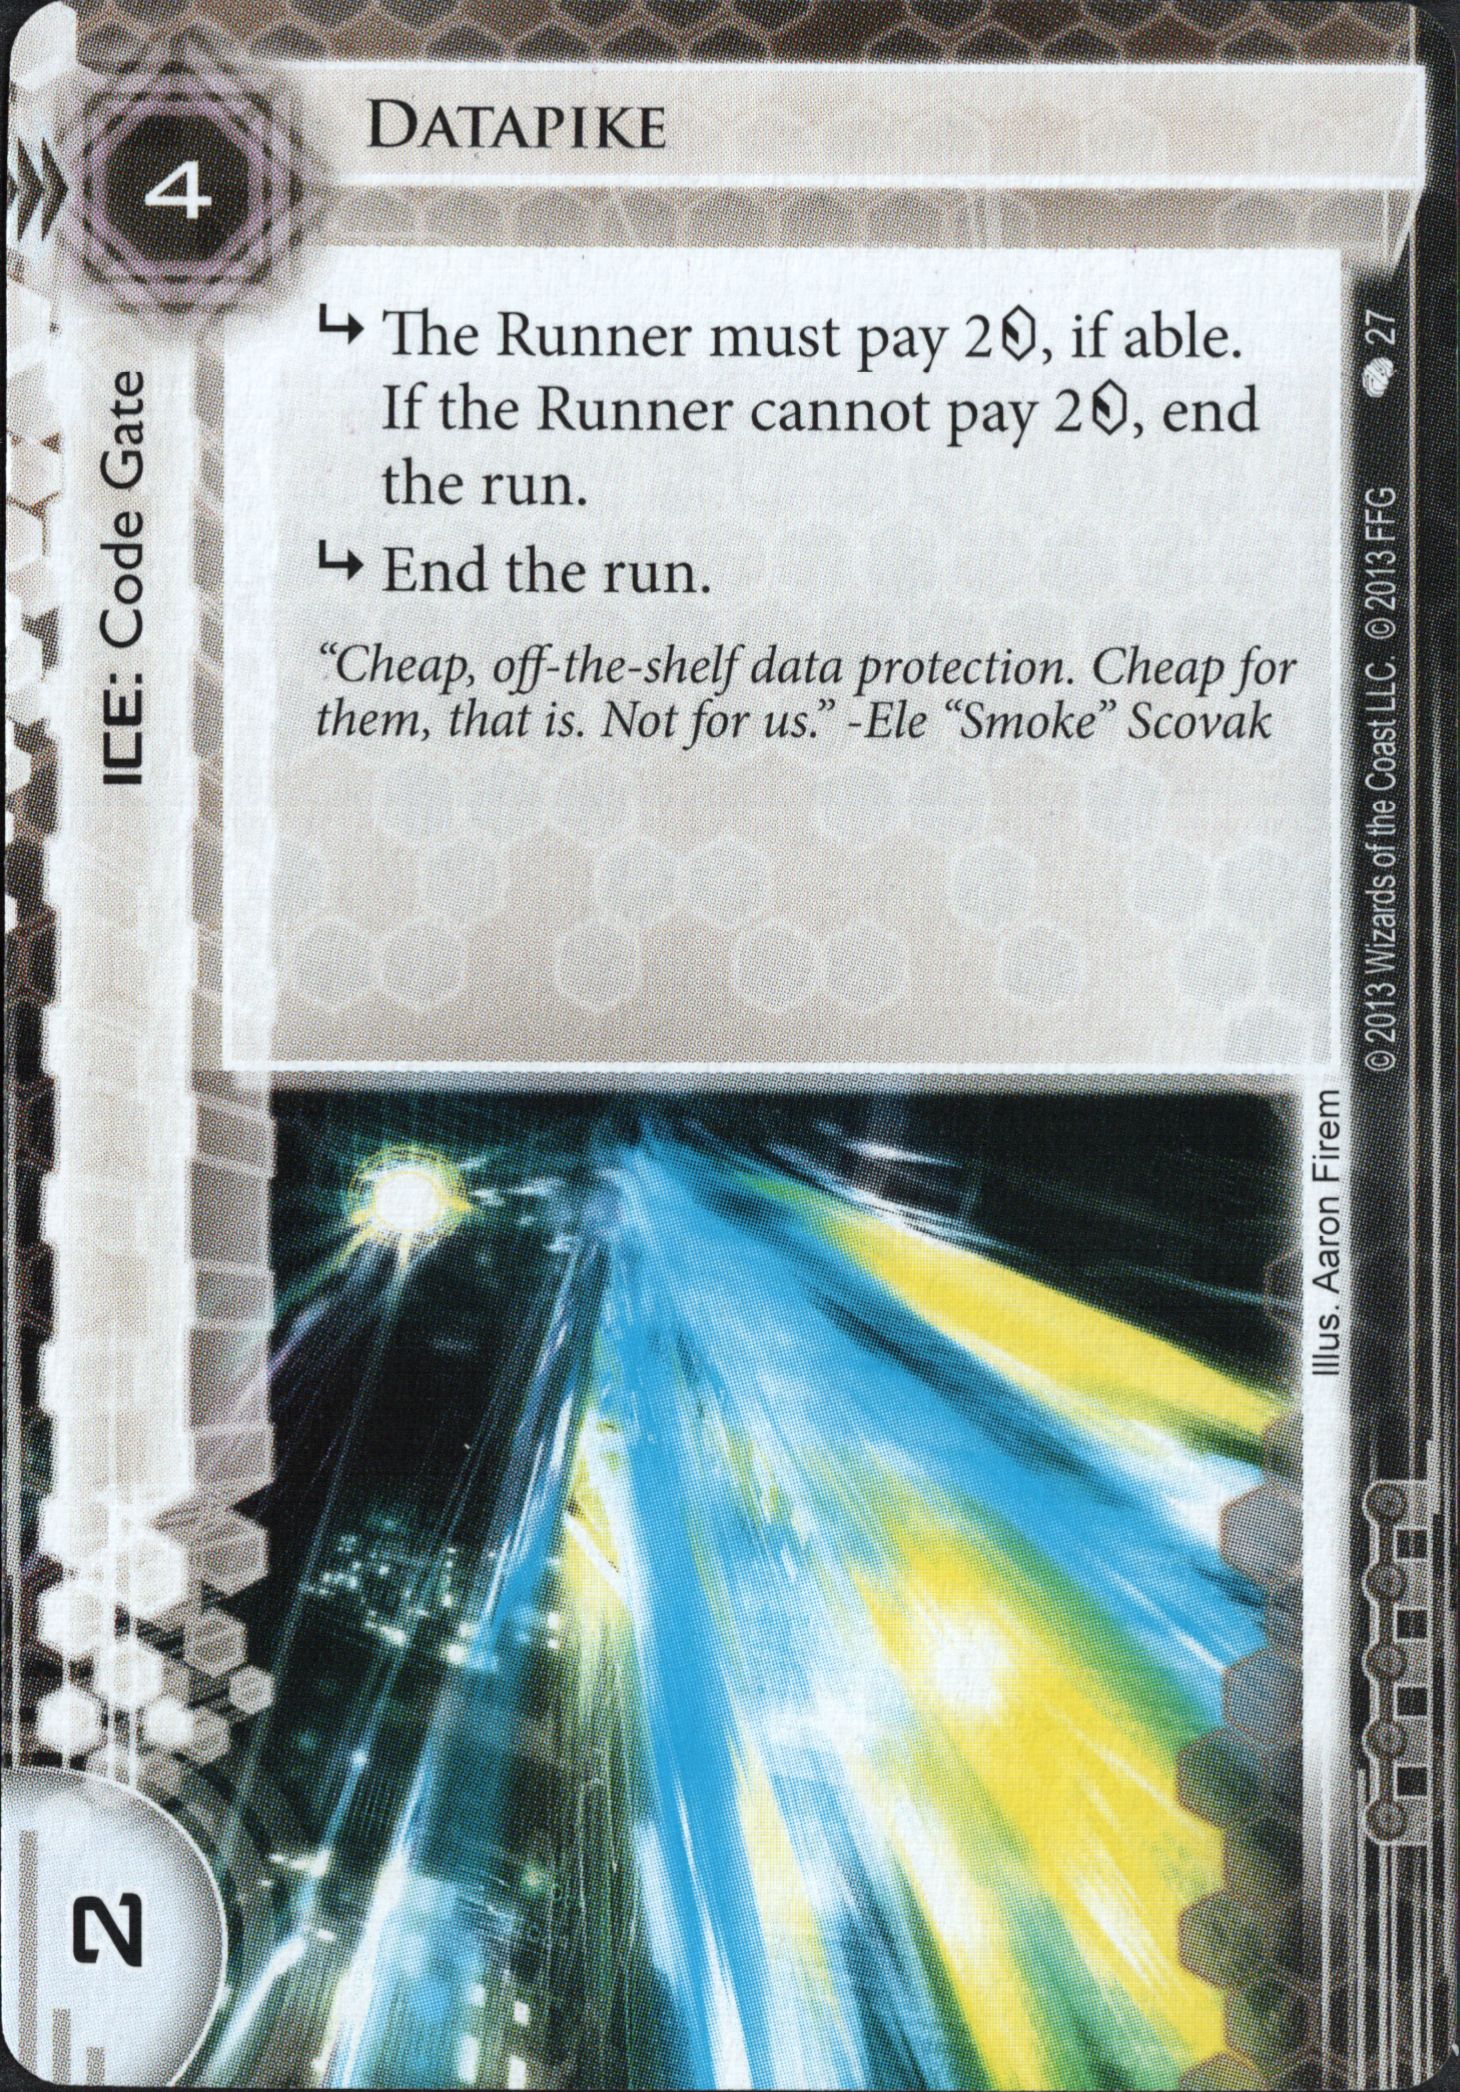 4
DATAPIKE
↳ The Runner must pay 2, if able.
If the Runner cannot pay 2, end
the run.
↳ End the run.
“Cheap, off-the-shelf data protection. Cheap for
them, that is. Not for us.” -Ele “Smoke” Scovak
ICE: Code Gate
2
Illus. Aaron Firem
© 2013 Wizards of the Coast LLC. © 2013 FFG 27